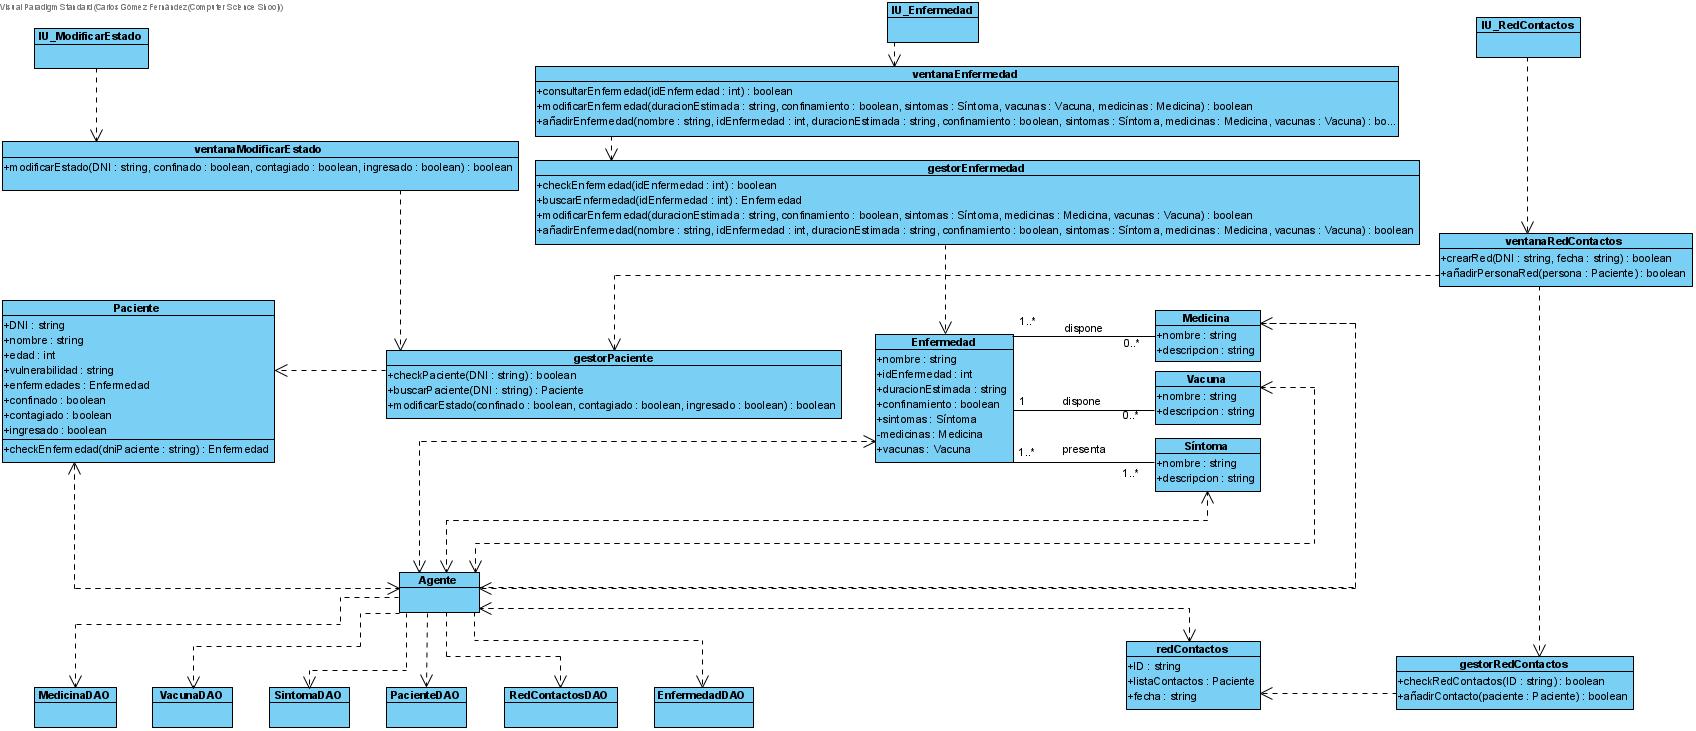 Visual Paradigm Standard (Carlos Gómez Fernández(Computer Science School))
IU_ModificarEstado
IU_Enfermedad
IU_RedContactos
ventanaEnfermedad
+consultarEnfermedad(idEnfermedad : int) : boolean
+modificarEnfermedad(duracionEstimada : string, confinamiento : boolean, sintomas : Síntoma, vacunas : Vacuna, medicinas : Medicina) : boolean
+añadirEnfermedad(nombre : string, idEnfermedad : int, duracionEstimada : string, confinamiento : boolean, sintomas : Síntoma, medicinas : Medicina, vacunas : Vacuna) : bo...
ventanaModificarEstado
+modificarEstado(DNI : string, confinado : boolean, contagiado : boolean, ingresado : boolean) : boolean
gestorEnfermedad
+checkEnfermedad(idEnfermedad : int) : boolean
+buscarEnfermedad(idEnfermedad : int) : Enfermedad
+modificarEnfermedad(duracionEstimada : string, confinamiento : boolean, sintomas : Síntoma, medicinas : Medicina, vacunas : Vacuna) : boolean
+añadirEnfermedad(nombre : string, idEnfermedad : int, duracionEstimada : string, confinamiento : boolean, sintomas : Síntoma, medicinas : Medicina, vacunas : Vacuna) : boolean
ventanaRedContactos
+crearRed(DNI : string, fecha : string) : boolean
+añadirPersonaRed(persona : Paciente) : boolean
Paciente
+DNI : string
+nombre : string
+edad : int
+vulnerabilidad : string
+enfermedades : Enfermedad
+confinado : boolean
+contagiado : boolean
+ingresado : boolean
+checkEnfermedad(dniPaciente : string) : Enfermedad
gestorPaciente
+checkPaciente(DNI : string) : boolean
+buscarPaciente(DNI : string) : Paciente
+modificarEstado(confinado : boolean, contagiado : boolean, ingresado : boolean) : boolean
Enfermedad
+nombre : string
+idEnfermedad : int
+duracionEstimada : string
+confinamiento : boolean
+sintomas : Síntoma
-medicinas : Medicina
+vacunas : Vacuna
1..*
dispone
0..*
Medicina
+nombre : string
+descripcion : string
1
dispone
0..*
Vacuna
+nombre : string
+descripcion : string
1..*
presenta
1..*
Síntoma
+nombre : string
+descripcion : string
Agente
redContactos
+ID : string
+listaContactos : Paciente
+fecha : string
gestorRedContactos
+checkRedContactos(ID : string) : boolean
+añadirContacto(paciente : Paciente) : boolean
MedicinaDAO
VacunaDAO
SintomaDAO
PacienteDAO
RedContactosDAO
EnfermedadDAO